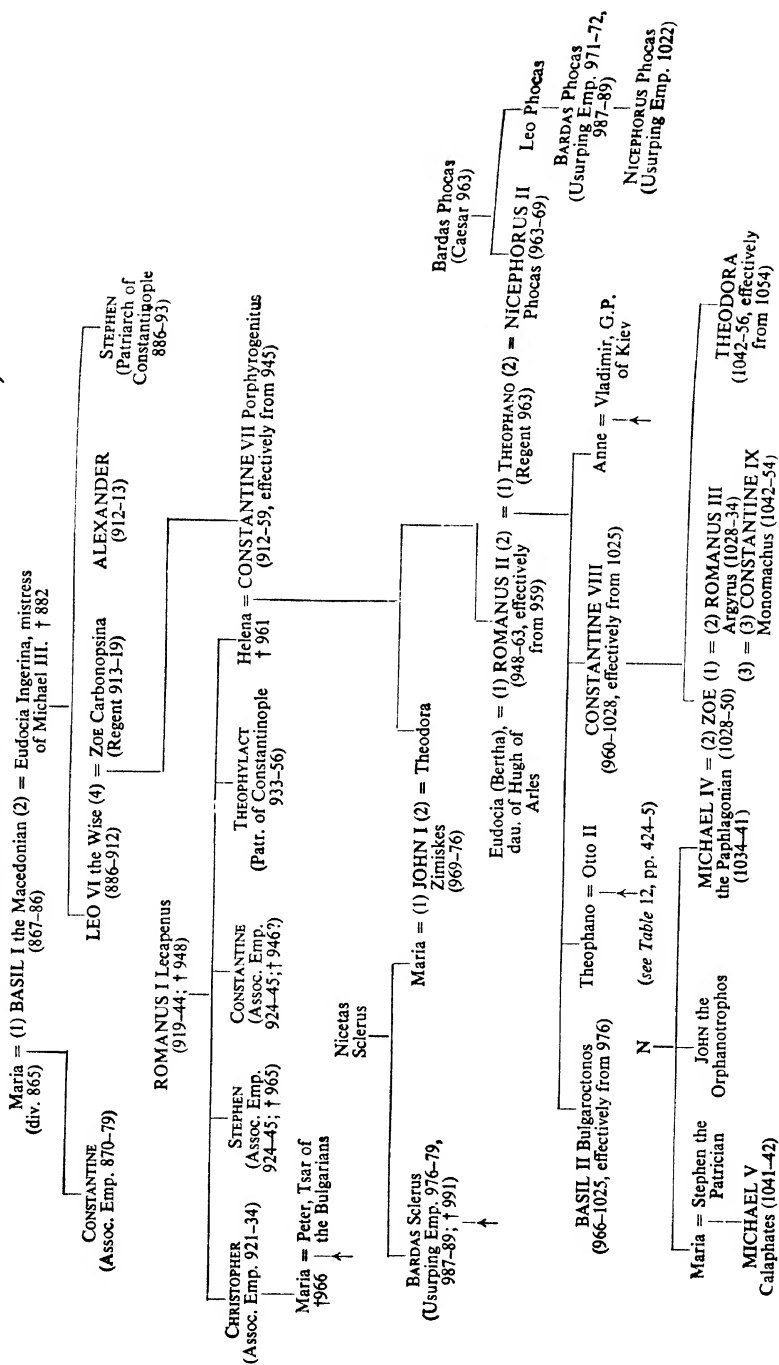 Maria = (1) BASIL I the Macedonian (2) = Eudocia Ingerina, mistress
(div. 865)
(867–86)
of Michael III. † 882
CONSTANTINE
(Assoc. Emp. 870–79)
LEO VI the Wise (4) = ZOE Carbonopsina
(886–912)
(Regent 913–19)
ALEXANDER
(912–13)
STEPHEN
(Patriarch of
Constantinople
886–93)
ROMANUS I Lecapenus
(919–44; † 948)
CHRISTOPHER
(Assoc. Emp. 921–34)
STEPHEN
(Assoc. Emp.
924–45; † 965)
CONSTANTINE
(Assoc. Emp.
924–45; † 946?)
THEOPHYLACT
(Patr. of Constantinople
933–56)
Helena = CONSTANTINE VII Porphyrogenitus
† 961
(912–59, effectively from 945)
Maria = Peter, Tsar of
†966
the Bulgarians
Nicetas
Sclerus
BARDAS Sclerus
(Usurping Emp. 976–79,
987–89; † 991)
Maria = (1) JOHN I (2) = Theodora
Zimiskes
(969–76)
Eudocia (Bertha), = (1) ROMANUS II (2) = (1) THEOPHANO (2) = NICEPHORUS II
dau. of Hugh of
Arles
(948–63, effectively
from 959)
(Regent 963)
Phocas (963–69)
Bardas Phocas
(Caesar 963)
Leo Phocas
BARDAS Phocas
(Usurping Emp. 971–72,
987–89)
NICEPHORUS Phocas
(Usurping Emp. 1022)
BASIL II Bulgaroctonos
(966–1025, effectively from 976)
Theophano = Otto II
(see Table 12, pp. 424–5)
CONSTANTINE VIII
(960–1028, effectively from 1025)
Anne = Vladimir, G.P.
of Kiev
N
Maria = Stephen the
Patrician
JOHN the
Orphanotrophos
MICHAEL IV = (2) ZOE (1) = (2) ROMANUS III
the Paphlagonian (1028–50)
Argyrus (1028–34)
(1034–41)
(3) = (3) CONSTANTINE IX
Monomachus (1042–54)
THEODORA
(1042–56, effectively
from 1054)
MICHAEL V
Calaphates (1041–42)